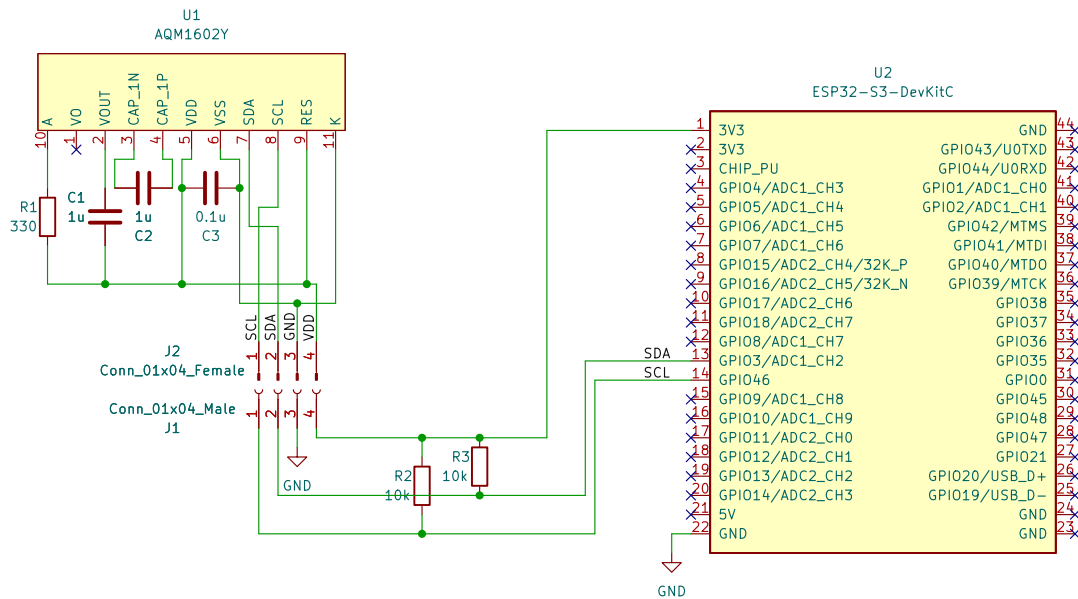 U1
AQM1602Y
A
VO
VOUT
CAP_1N
CAP_1P
VDD
VSS
SDA
SCL
RES
K
10
1
2
3
4
5
6
7
8
9
11
R1
330
C1
1u
1u
C2
0.1u
C3
SCL
SDA
GND
VDD
J2
Conn_01x04_Female
1
2
3
4
Conn_01x04_Male
J1
1
2
3
4
GND
R2
10k
R3
10k
SDA
SCL
U2
ESP32-S3-DevKitC
1 3V3
2 3V3
3 CHIP_PU
4 GPIO4/ADC1_CH3
5 GPIO5/ADC1_CH4
6 GPIO6/ADC1_CH5
7 GPIO7/ADC1_CH6
8 GPIO15/ADC2_CH4/32K_P
9 GPIO16/ADC2_CH5/32K_N
10 GPIO17/ADC2_CH6
11 GPIO18/ADC2_CH7
12 GPIO8/ADC1_CH7
13 GPIO3/ADC1_CH2
14 GPIO46
15 GPIO9/ADC1_CH8
16 GPIO10/ADC1_CH9
17 GPIO11/ADC2_CH0
18 GPIO12/ADC2_CH1
19 GPIO13/ADC2_CH2
20 GPIO14/ADC2_CH3
21 5V
22 GND
GND 44
GPIO43/U0TXD 43
GPIO44/U0RXD 42
GPIO1/ADC1_CH0 41
GPIO2/ADC1_CH1 40
GPIO42/MTMS 39
GPIO41/MTDI 38
GPIO40/MTDO 37
GPIO39/MTCK 36
GPIO38 35
GPIO37 34
GPIO36 33
GPIO35 32
GPIO0 31
GPIO45 30
GPIO48 29
GPIO47 28
GPIO21 27
GPIO20/USB_D+ 26
GPIO19/USB_D- 25
GND 24
GND 23
GND